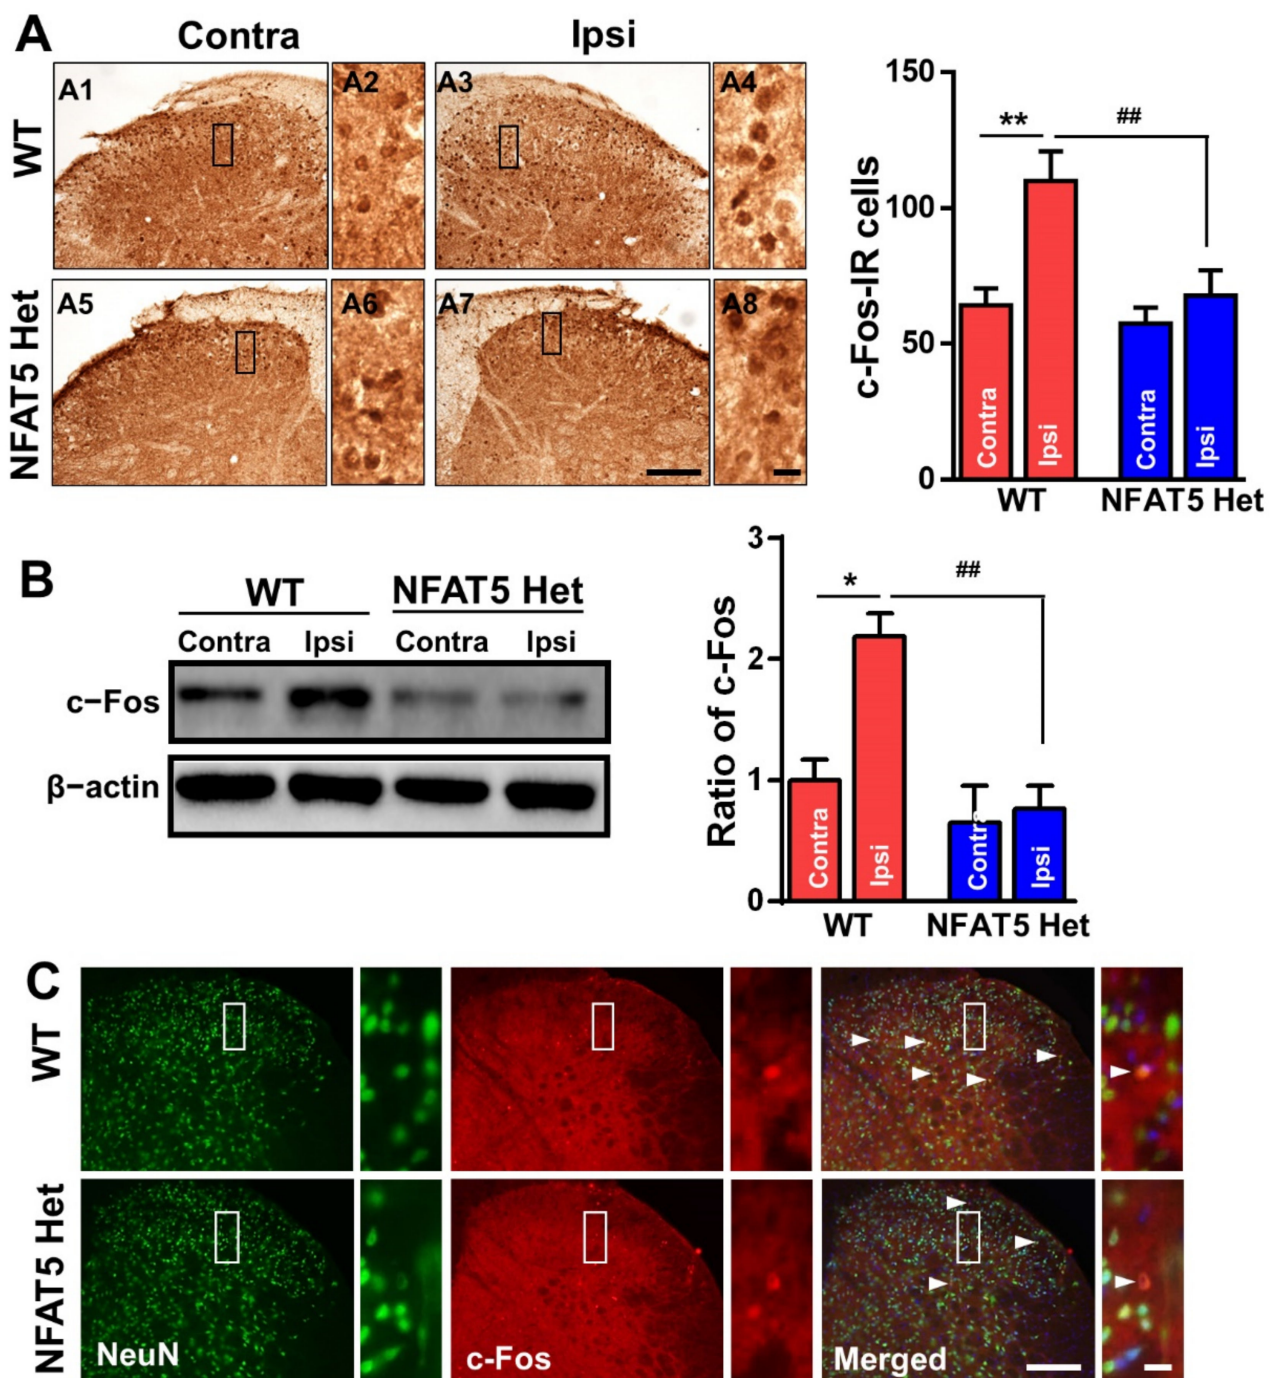 A
Contra
Ipsi
WT
A1
A2
A3
A4
NFAT5 Het
A5
A6
A7
A8
c-Fos-IR cells
150
100
50
0
**
##
Contra
Ipsi
Contra
Ipsi
WT
NFAT5 Het
B
WT
NFAT5 Het
Contra
Ipsi
Contra
Ipsi
c−Fos
β−actin
Ratio of c-Fos
3
2
1
0
*
##
Contra
Ipsi
Contra
Ipsi
WT
NFAT5 Het
C
WT
NFAT5 Het
NeuN
c-Fos
Merged